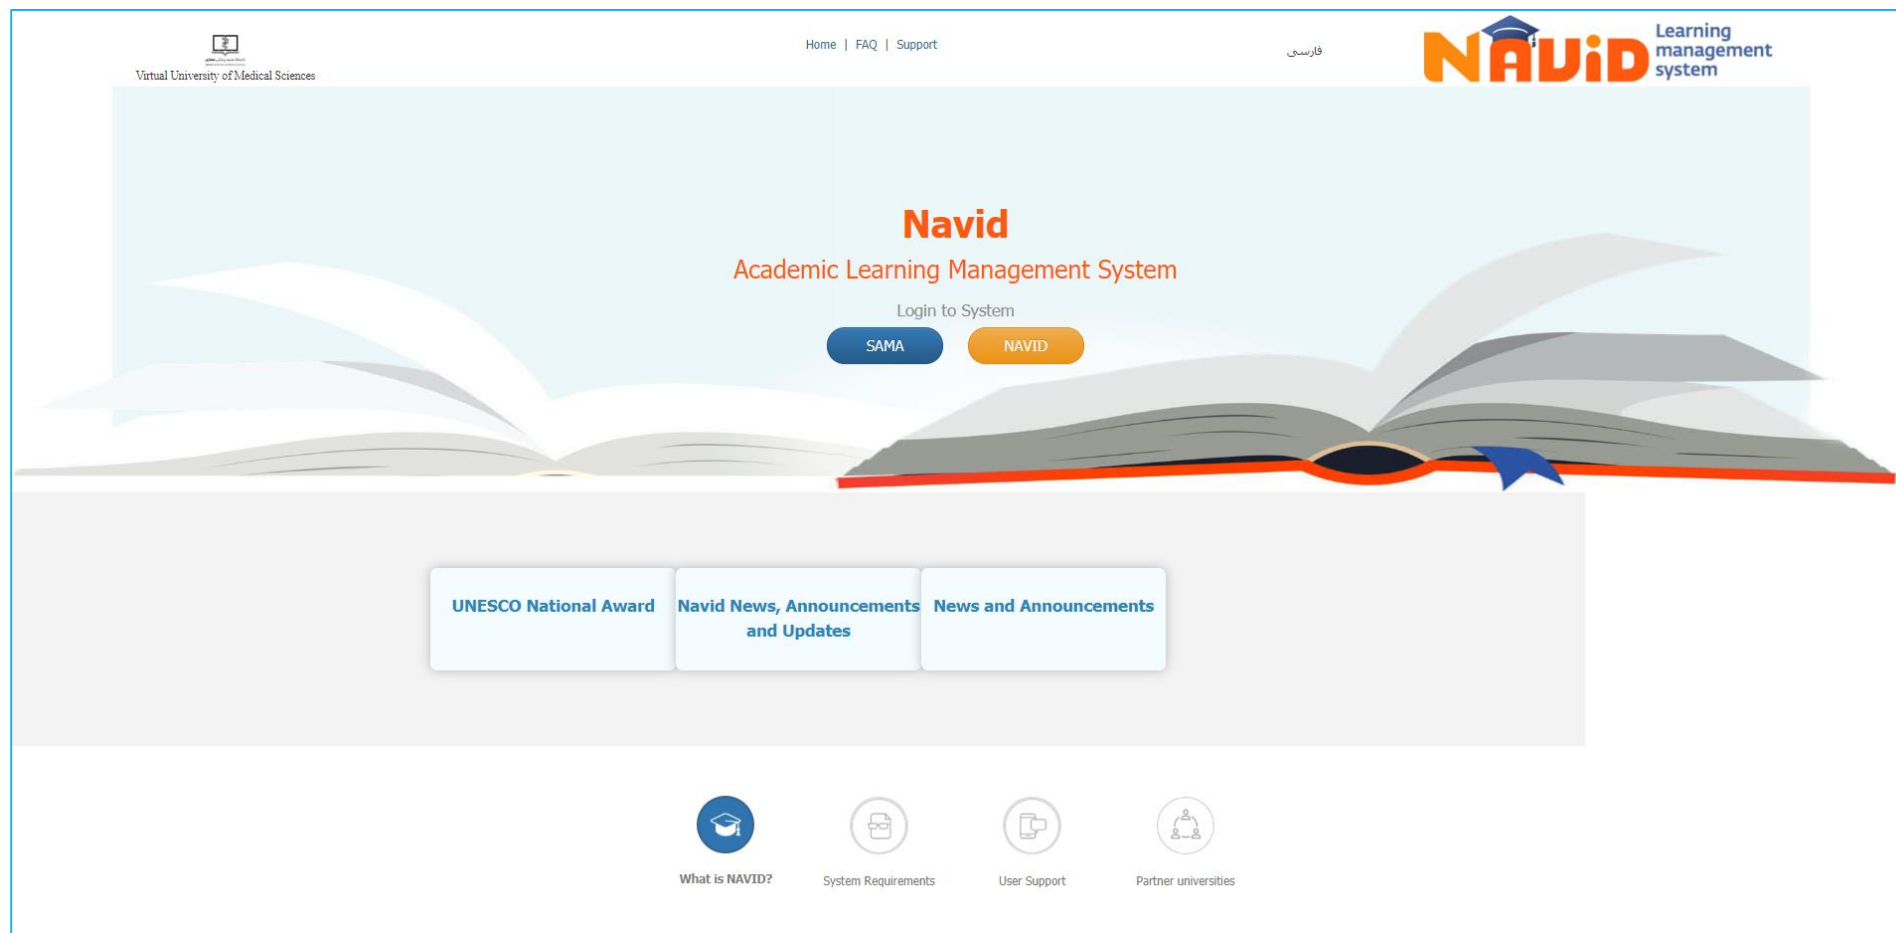 Virtual University of Medical Sciences
Home | FAQ | Support
فارسی
NAViD
Learning
management
system
Navid
Academic Learning Management System
Login to System
SAMA
NAVID
UNESCO National Award
Navid News, Announcements
and Updates
News and Announcements
What is NAVID?
System Requirements
User Support
Partner universities